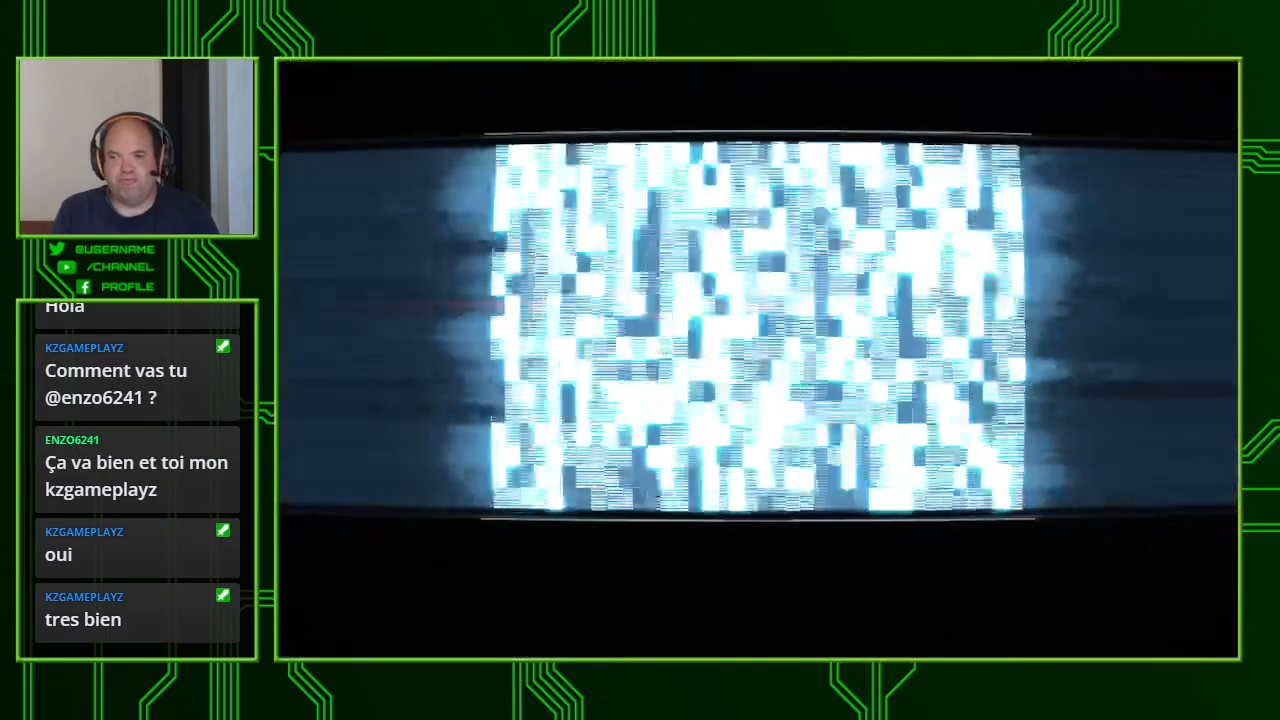 @USERNAME
/CHANNEL
PROFILE
Hola
KZGAMEPLAYZ
Comment vas tu
@enzo6241 ?
ENZO6241
Ça va bien et toi mon
kzgameplayz
KZGAMEPLAYZ
oui
KZGAMEPLAYZ
tres bien